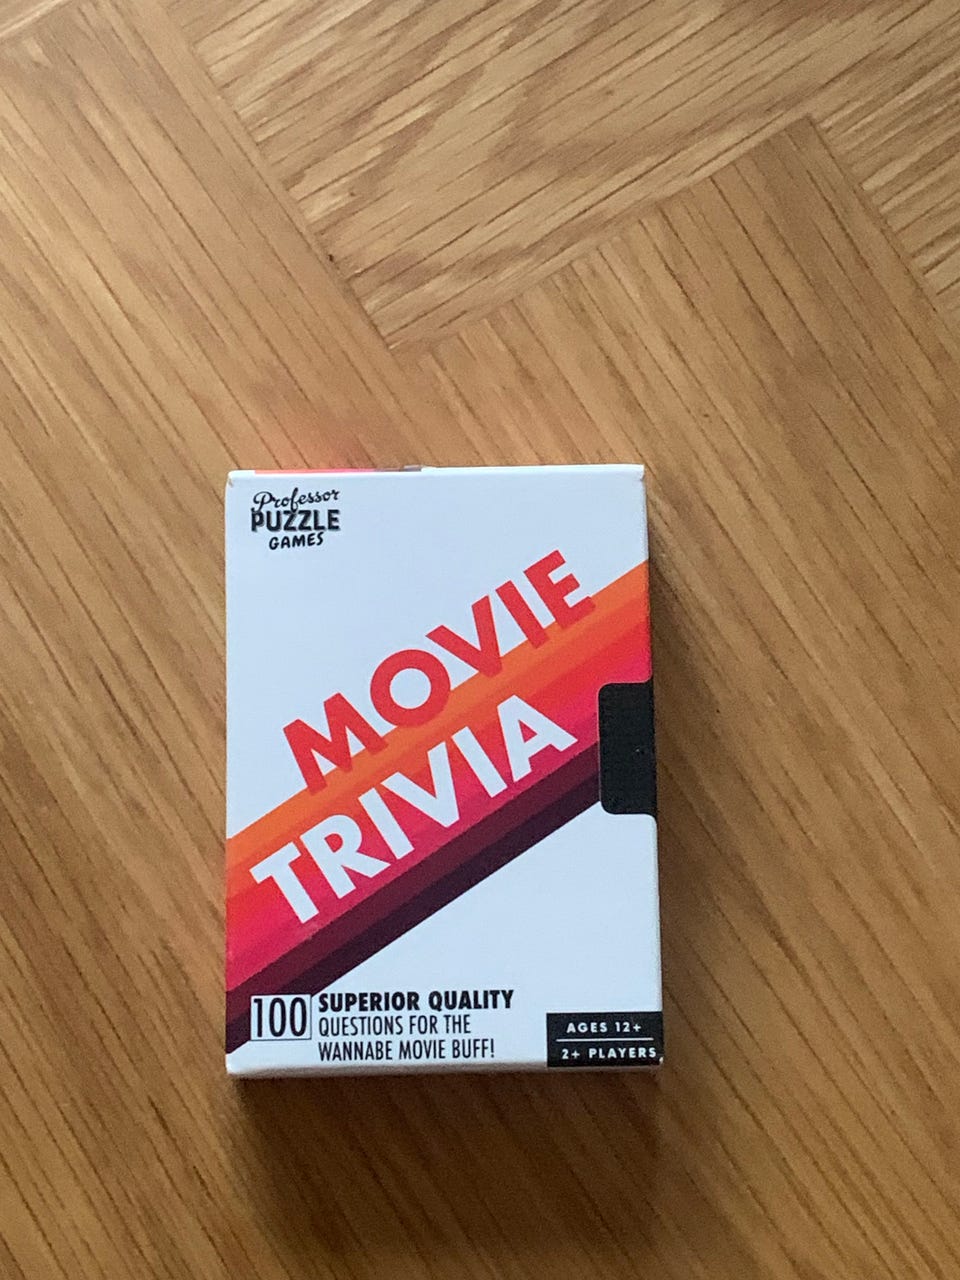 Professor
PUZZLE
GAMES
MOVIE
TRIVIA
100
SUPERIOR QUALITY
QUESTIONS FOR THE
WANNABE MOVIE BUFF!
AGES 12+
2+ PLAYERS